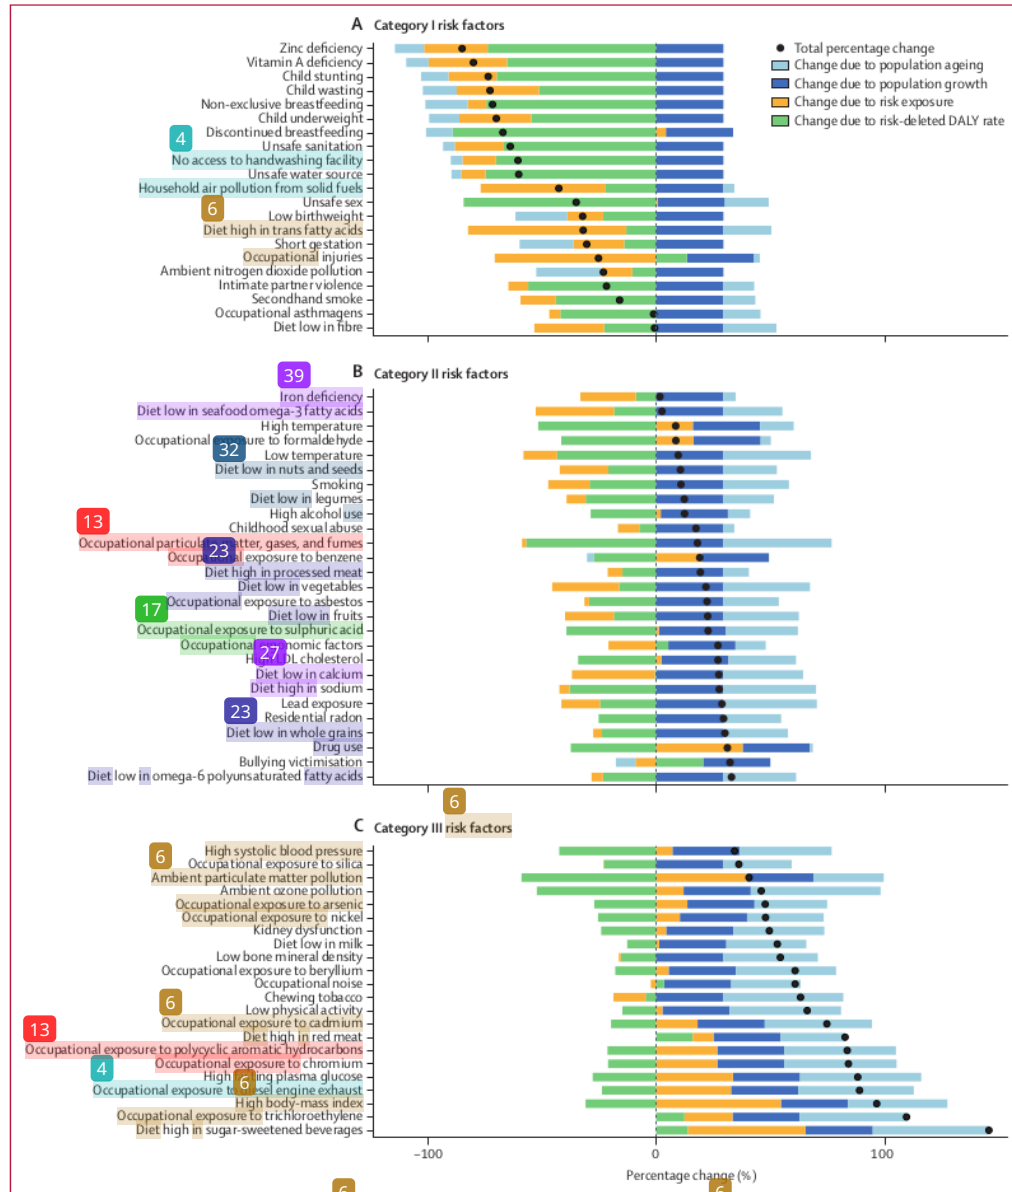 A Category I risk factors
Zinc deficiency
Vitamin A deficiency
Child stunting
Child wasting
Non-exclusive breastfeeding
Child underweight
Discontinued breastfeeding
4
Unsafe sanitation
No access to handwashing facility
Unsafe water source
Household air pollution from solid fuels
Unsafe sex
6
Low birthweight
Diet high in trans fatty acids
Short gestation
Occupational injuries
Ambient nitrogen dioxide pollution
Intimate partner violence
Secondhand smoke
Occupational asthmagens
Diet low in fibre
Total percentage change
Change due to population ageing
Change due to population growth
Change due to risk exposure
Change due to risk-deleted DALY rate
B Category II risk factors
39
Iron deficiency
Diet low in seafood omega-3 fatty acids
High temperature
Occupational exposure to formaldehyde
32
Low temperature
Diet low in nuts and seeds
Smoking
Diet low in legumes
High alcohol use
13
Childhood sexual abuse
Occupational particulate matter, gases, and fumes
23
Occupational exposure to benzene
Diet high in processed meat
Diet low in vegetables
Occupational exposure to asbestos
17
Diet low in fruits
Occupational exposure to sulphuric acid
Occupational ergonomic factors
27
High LDL cholesterol
Diet low in calcium
Diet high in sodium
Lead exposure
23
Residential radon
Diet low in whole grains
Drug use
Bullying victimisation
Diet low in omega-6 polyunsaturated fatty acids
6
C Category III risk factors
High systolic blood pressure
6
Occupational exposure to silica
Ambient particulate matter pollution
Ambient ozone pollution
Occupational exposure to arsenic
Occupational exposure to nickel
Kidney dysfunction
Diet low in milk
Low bone mineral density
Occupational exposure to beryllium
Occupational noise
Chewing tobacco
6
Low physical activity
Occupational exposure to cadmium
13
Diet high in red meat
Occupational exposure to polycyclic aromatic hydrocarbons
Occupational exposure to chromium
4
High fasting plasma glucose
6
Occupational exposure to diesel engine exhaust
High body-mass index
Occupational exposure to trichloroethylene
Diet high in sugar-sweetened beverages
−100 0 100
Percentage change (%)
6 6